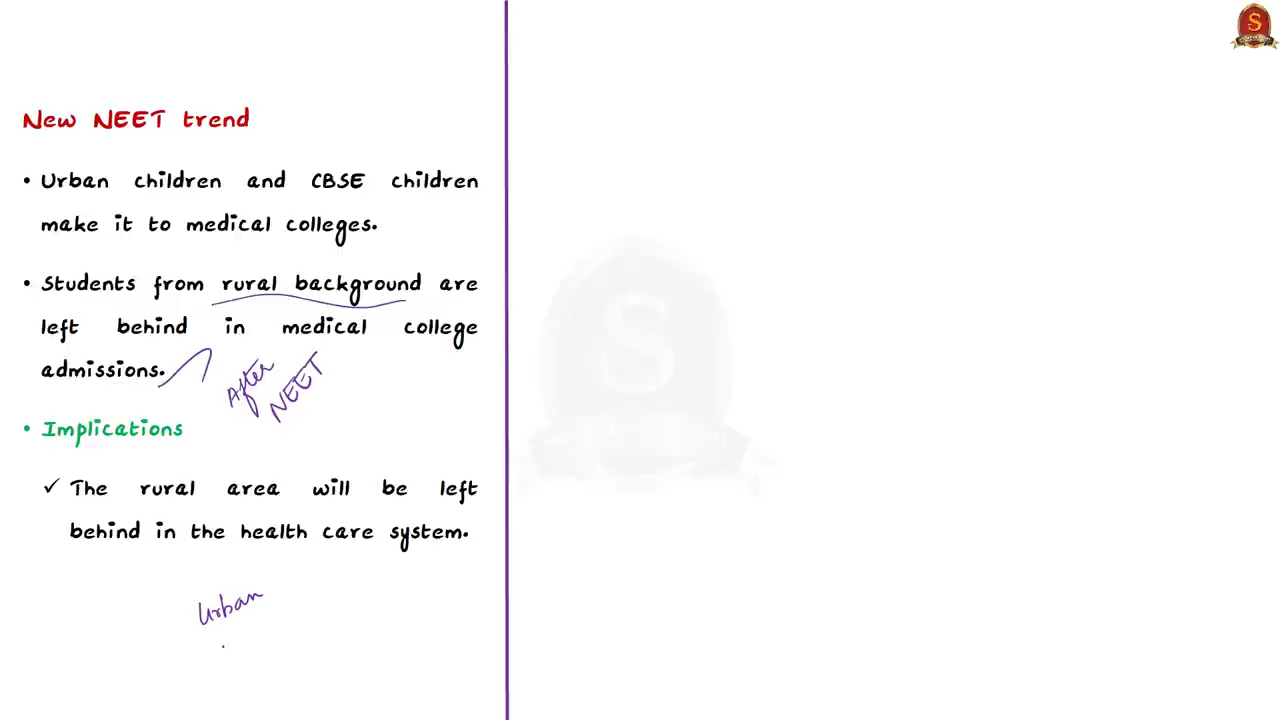 New NEET trend
• Urban children and CBSE children
make it to medical colleges.
• Students from rural background are
left behind in medical college
admissions.
After
NEET
• Implications
✓ The rural area will be left
behind in the health care system.
Urban
S
S